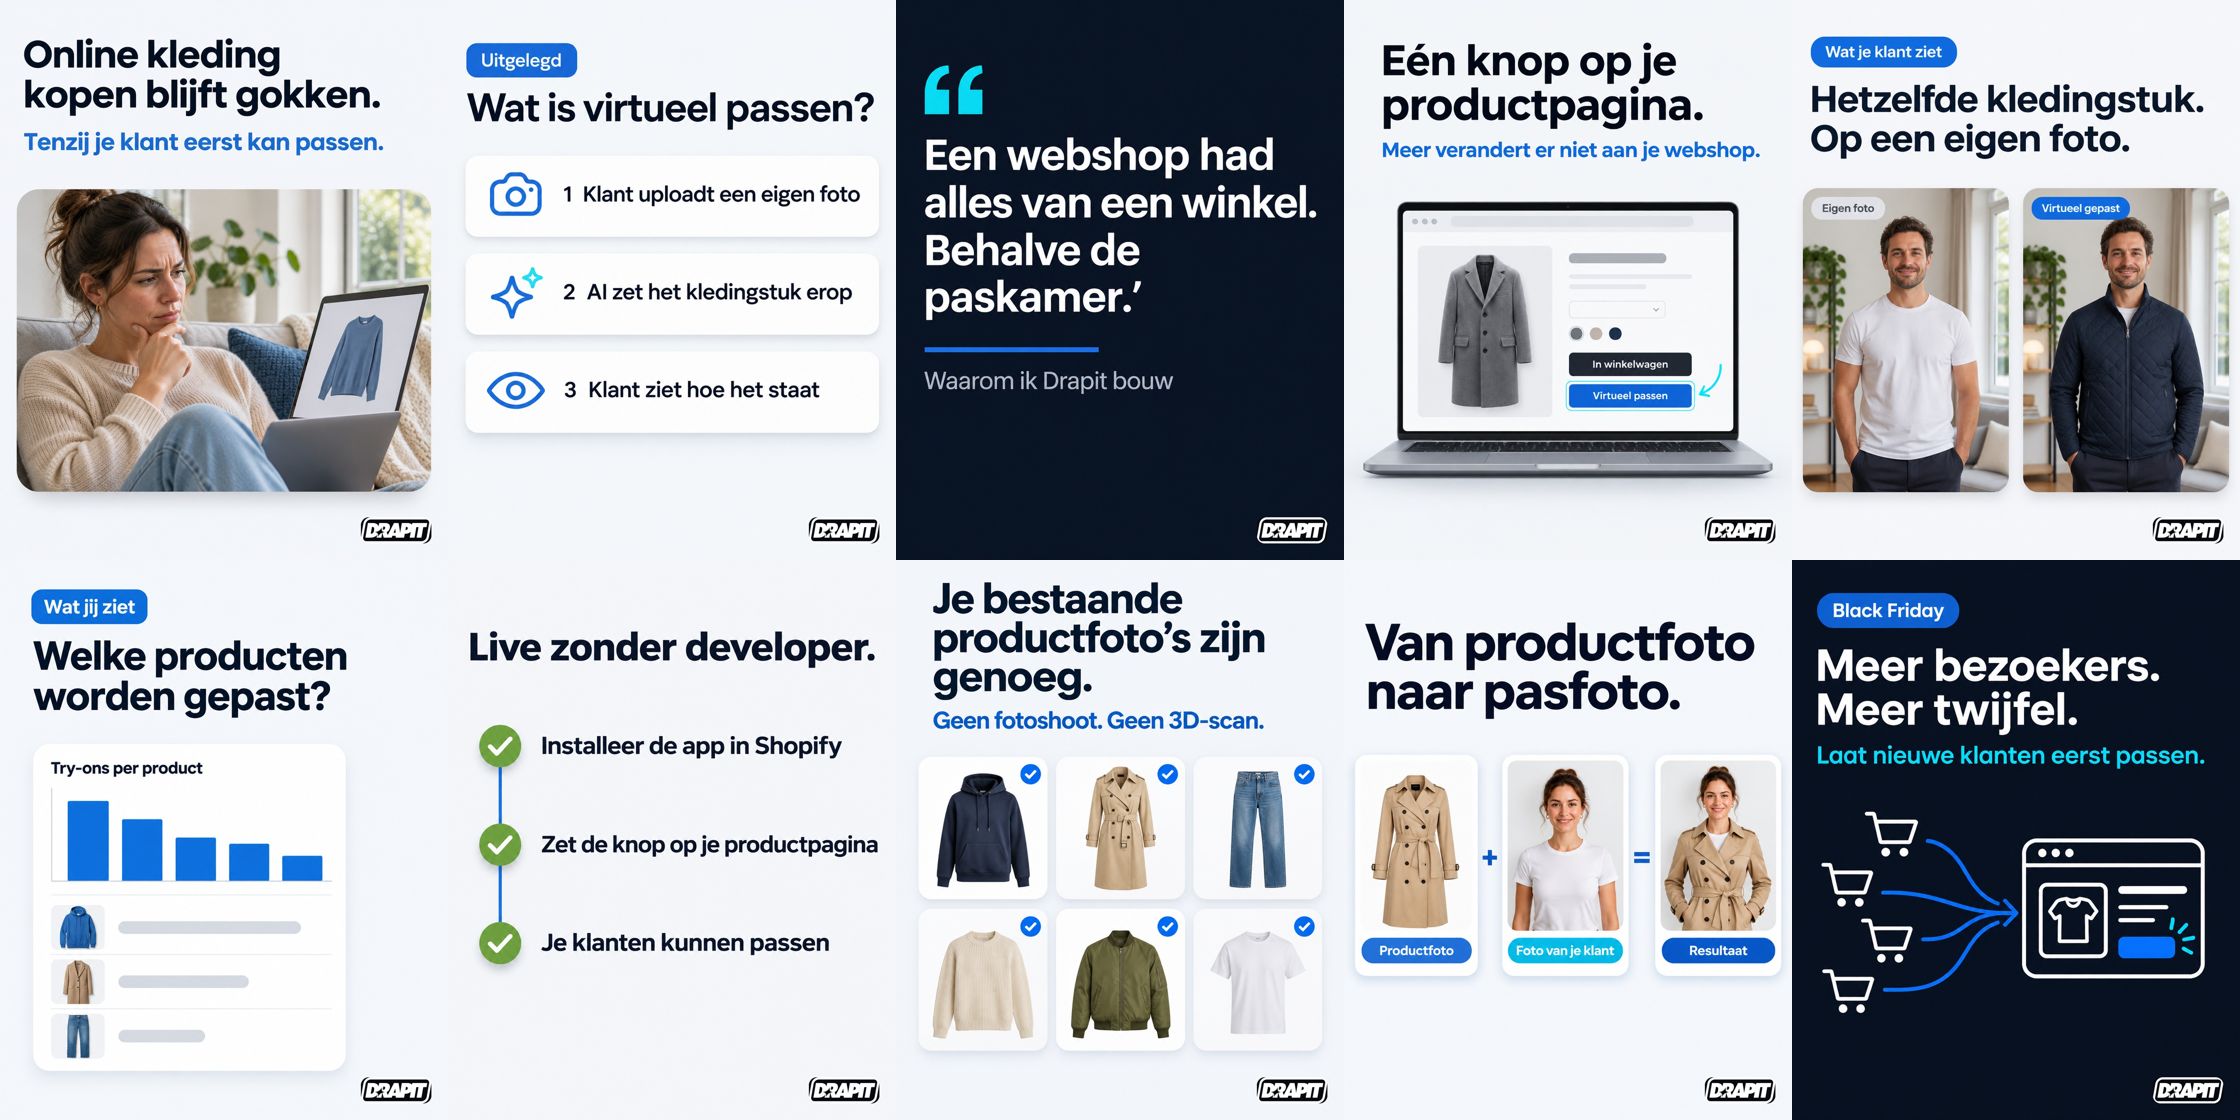 Online kleding
kopen blijft gokken.
Tenzij je klant eerst kan passen.
DRAPIT
Uitgelegd
Wat is virtueel passen?
1 Klant uploadt een eigen foto
2 AI zet het kledingstuk erop
3 Klant ziet hoe het staat
DRAPIT
“
Een webshop had
alles van een winkel.
Behalve de
paskamer.’
Waarom ik Drapit bouw
DRAPIT
Eén knop op je
productpagina.
Meer verandert er niet aan je webshop.
In winkelwagen
Virtueel passen
DRAPIT
Wat je klant ziet
Hetzelfde kledingstuk.
Op een eigen foto.
Eigen foto
Virtueel gepast
DRAPIT
Wat jij ziet
Welke producten
worden gepast?
Try-ons per product
DRAPIT
Live zonder developer.
Installeer de app in Shopify
Zet de knop op je productpagina
Je klanten kunnen passen
DRAPIT
Je bestaande
productfoto’s zijn
genoeg.
Geen fotoshoot. Geen 3D-scan.
DRAPIT
Van productfoto
naar pasfoto.
+
=
Productfoto
Foto van je klant
Resultaat
DRAPIT
Black Friday
Meer bezoekers.
Meer twijfel.
Laat nieuwe klanten eerst passen.
DRAPIT